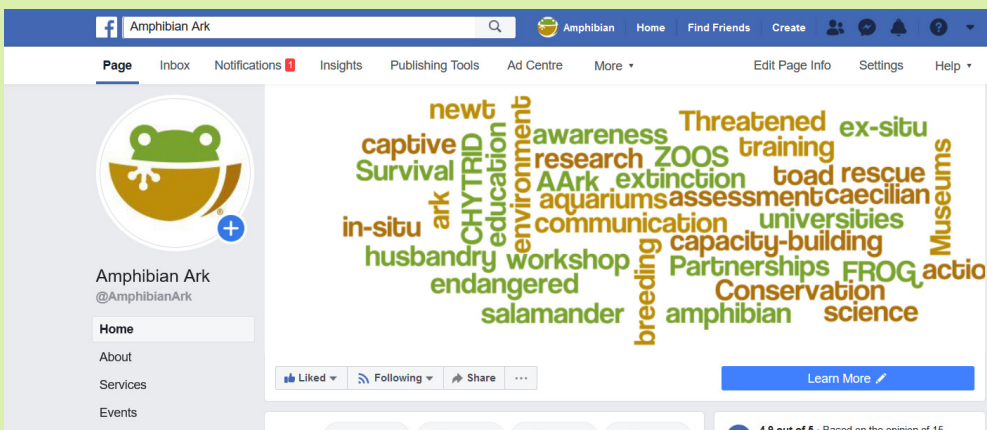 Amphibian Ark
Amphibian Home Find Friends Create
Page Inbox Notifications 1 Insights Publishing Tools Ad Centre More Edit Page Info Settings Help
newt
environment
captive
CHYTRID
education
awareness
Threatened
ex-situ
Survival
research
ZOOS
training
AArk
extinction
toad
rescue
Museums
ark
aquariums
assessment
caecilian
in-situ
communication
universities
husbandry
workshop
breeding
capacity-building
Partnerships
FROG
actio
endangered
Conservation
salamander
amphibian
science
Amphibian Ark
@AmphibianArk
Home
About
Services
Events
Liked Following Share ...
Learn More
4.9 out of 5 · Based on the opinion of 15